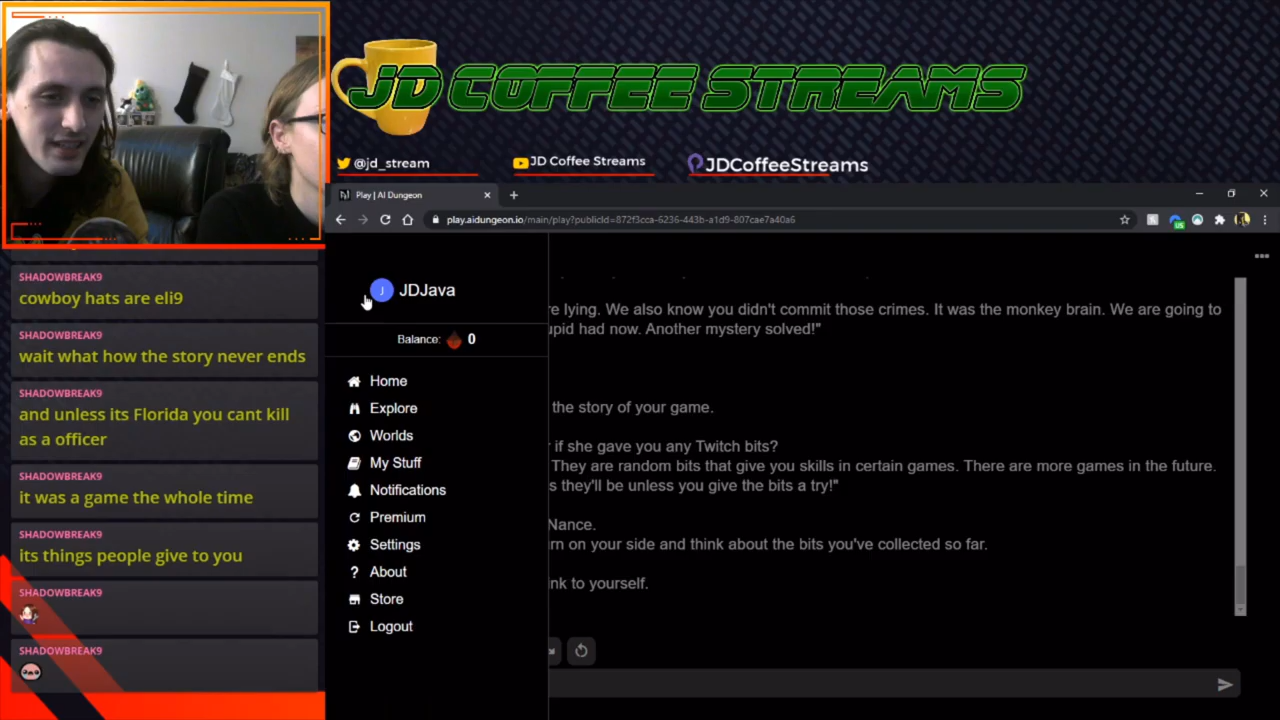 JD COFFEE STREAMS
@jd_stream
JD Coffee Streams
JDCoffeeStreams
Play | AI Dungeon
play.aidungeon.io/main/play?publicId=872f3cca-6236-443b-a1d9-807cae7a40a6
SHADOWBREAK9
cowboy hats are eli9
SHADOWBREAK9
wait what how the story never ends
SHADOWBREAK9
and unless its Florida you cant kill
as a officer
SHADOWBREAK9
it was a game the whole time
SHADOWBREAK9
its things people give to you
SHADOWBREAK9
SHADOWBREAK9
J
JDJava
Balance: 0
Home
Explore
Worlds
My Stuff
Notifications
Premium
Settings
? About
Store
Logout
re lying. We also know you didn't commit those crimes. It was the monkey brain. We are going to
upid had now. Another mystery solved!"
the story of your game.
if she gave you any Twitch bits?
They are random bits that give you skills in certain games. There are more games in the future.
s they'll be unless you give the bits a try!"
Nance.
rn on your side and think about the bits you've collected so far.
nk to yourself.